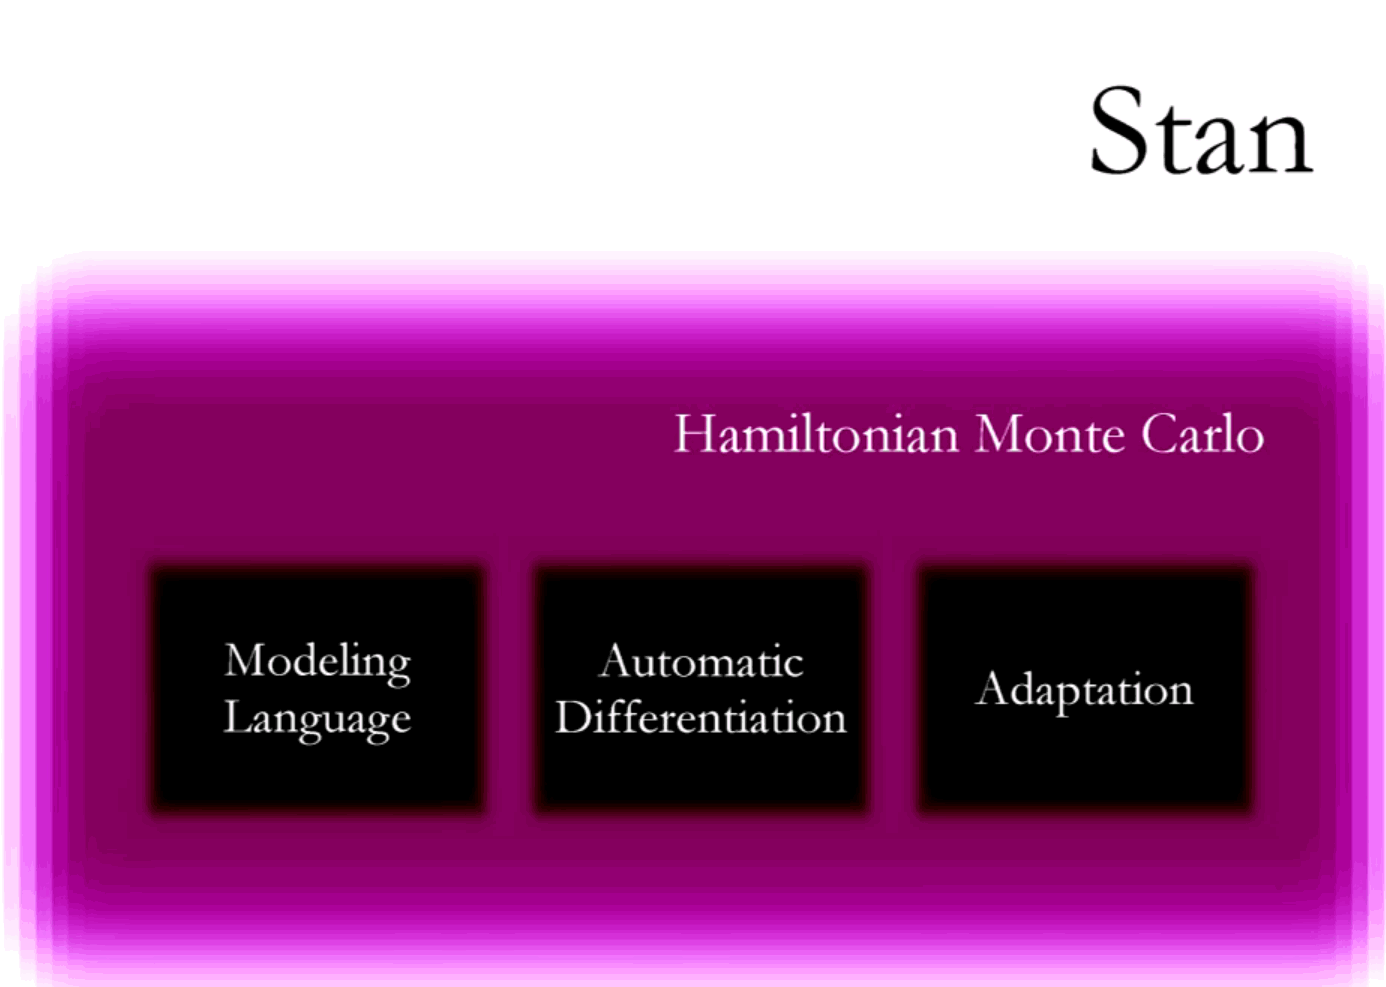 Stan
Hamiltonian Monte Carlo
Modeling
Language
Automatic
Differentiation
Adaptation